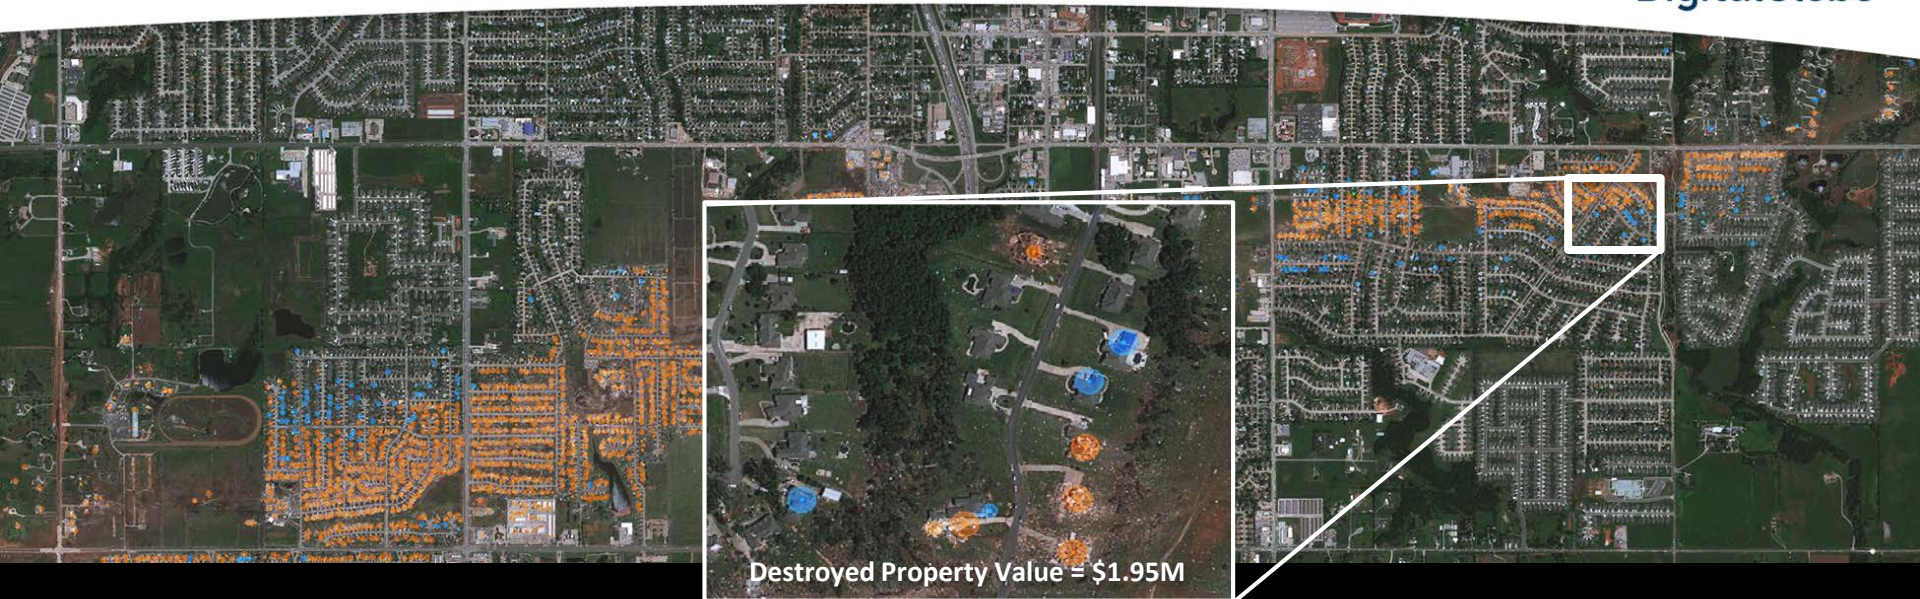 Destroyed Property Value = $1.95M